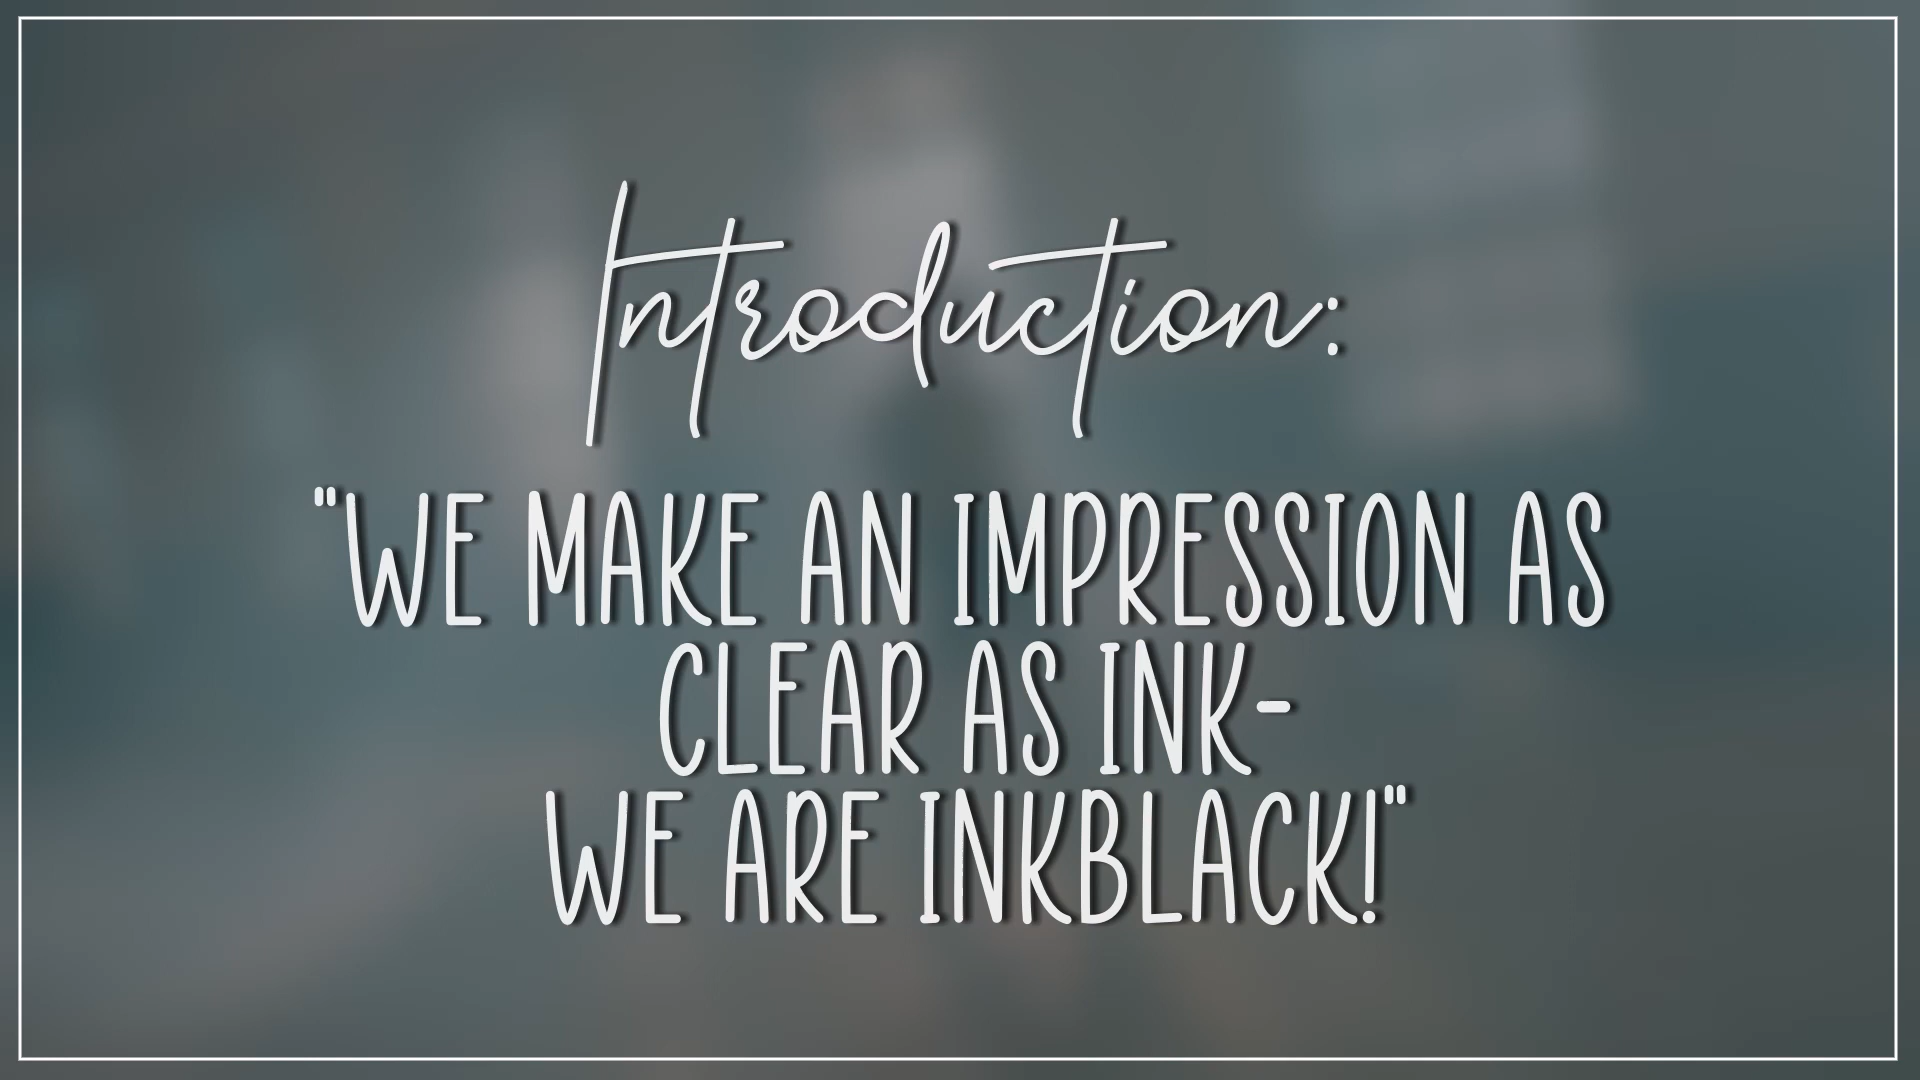 Introduction:
"WE MAKE AN IMPRESSION AS
CLEAR AS INK-
WE ARE INKBLACK!"